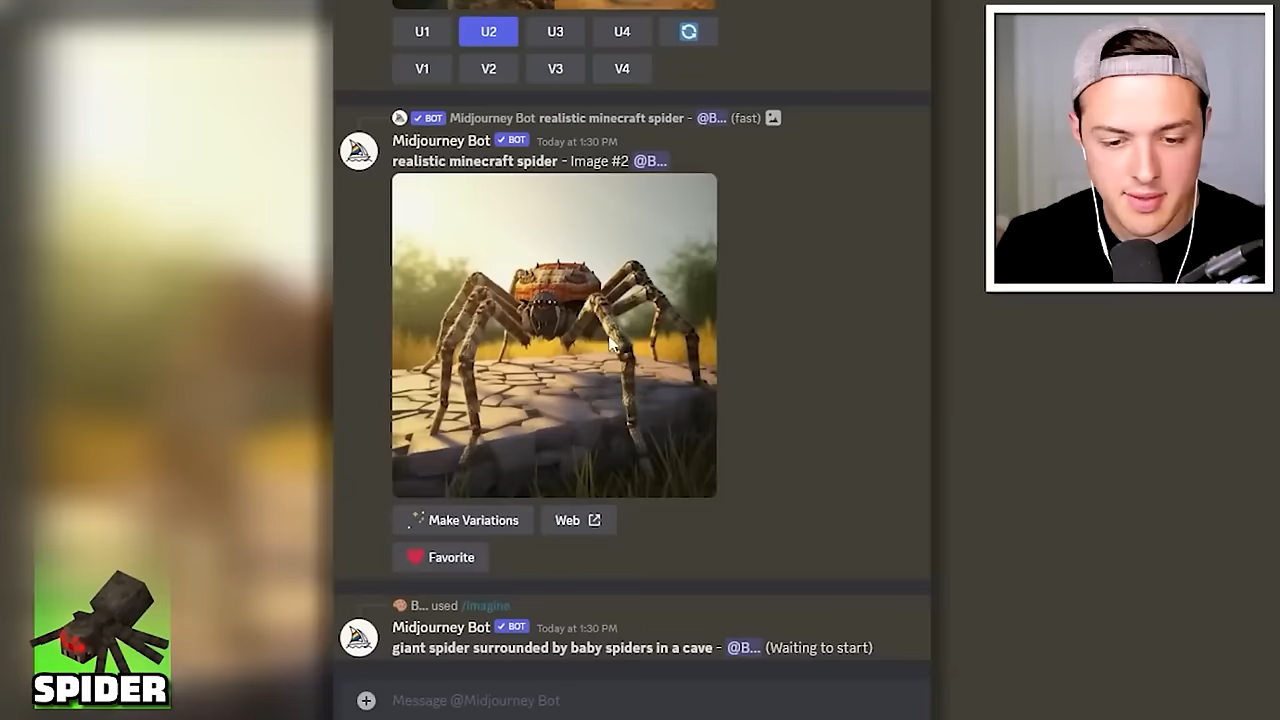 U1 U2 U3 U4
V1 V2 V3 V4
✓ BOT Midjourney Bot realistic minecraft spider - @B... (fast)
Midjourney Bot ✓ BOT Today at 1:30 PM
realistic minecraft spider - Image #2 @B...
Make Variations Web
Favorite
B... used /imagine
Midjourney Bot ✓ BOT Today at 1:30 PM
giant spider surrounded by baby spiders in a cave - @B... (Waiting to start)
Message @Midjourney Bot
SPIDER